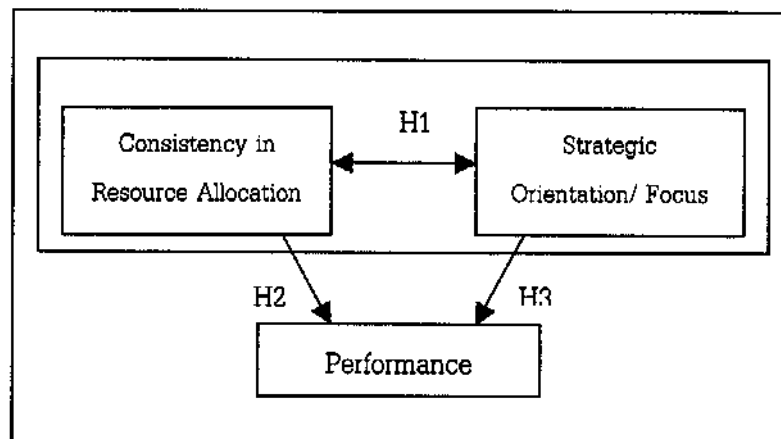 H1
Consistency in
Resource Allocation
Strategic
Orientation/ Focus
H2
H3
Performance